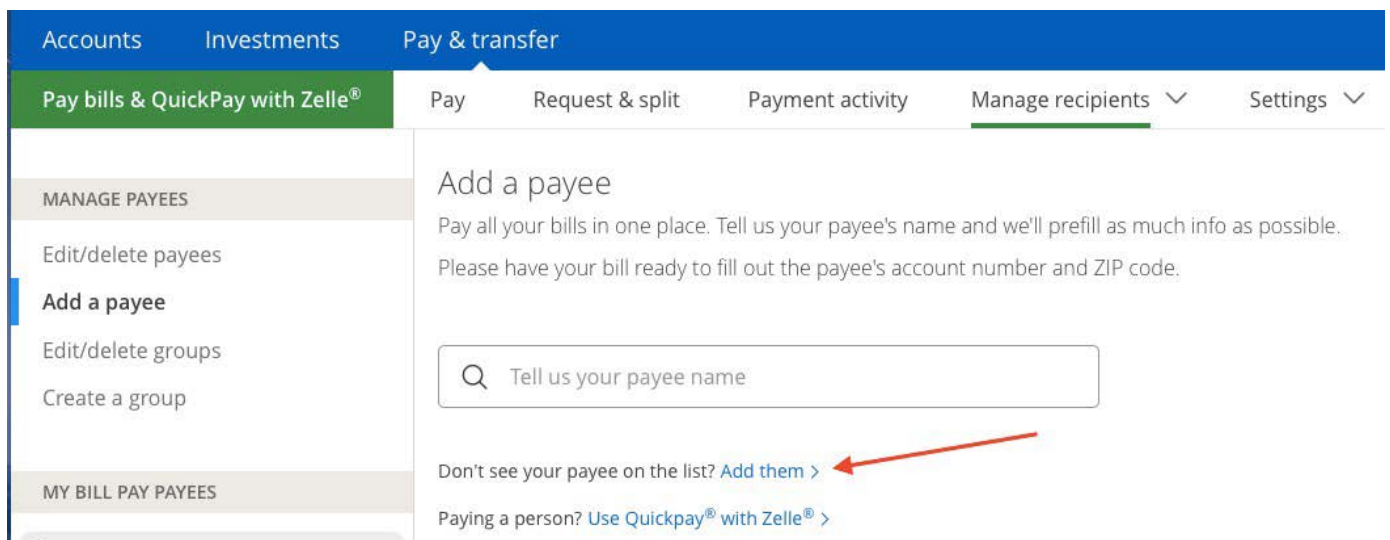 Accounts Investments Pay & transfer
Pay bills & QuickPay with Zelle® Pay Request & split Payment activity Manage recipients Settings
MANAGE PAYEES
Edit/delete payees
Add a payee
Edit/delete groups
Create a group
MY BILL PAY PAYEES
Add a payee
Pay all your bills in one place. Tell us your payee's name and we'll prefill as much info as possible.
Please have your bill ready to fill out the payee's account number and ZIP code.
Tell us your payee name
Don't see your payee on the list? Add them >
Paying a person? Use Quickpay® with Zelle® >